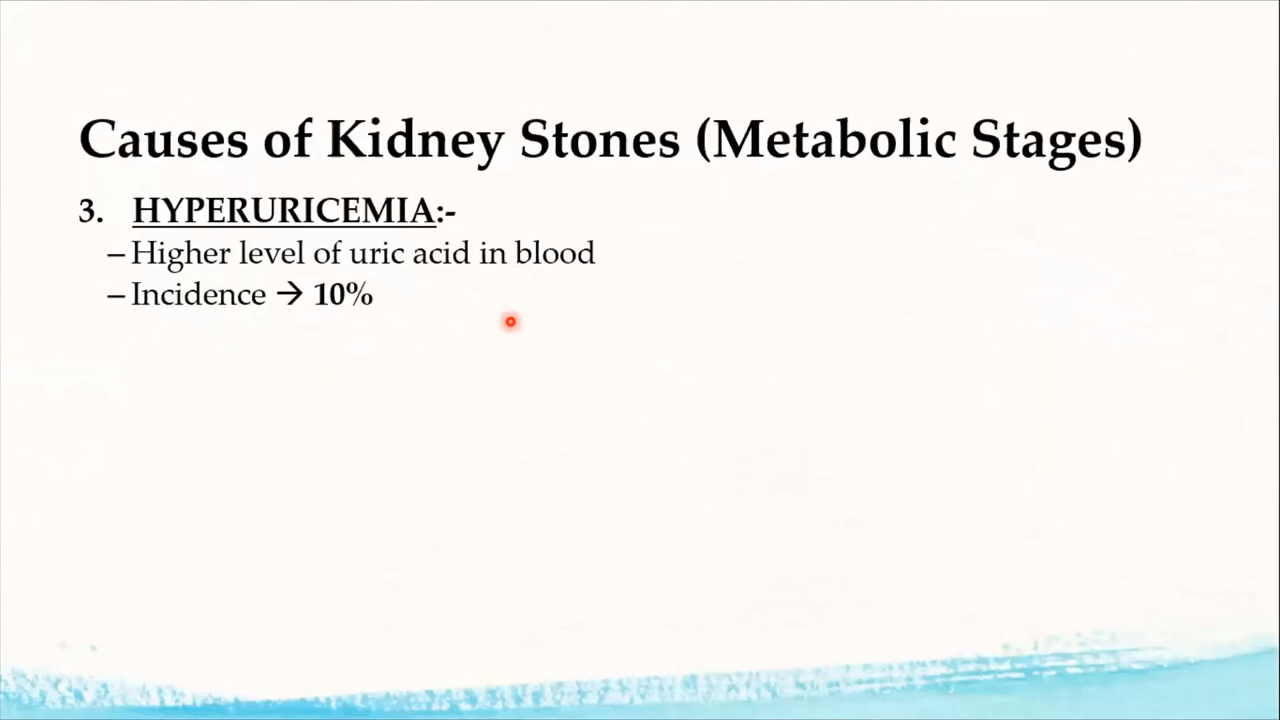 Causes of Kidney Stones (Metabolic Stages)
3. HYPERURICEMIA:-
– Higher level of uric acid in blood
– Incidence → 10%